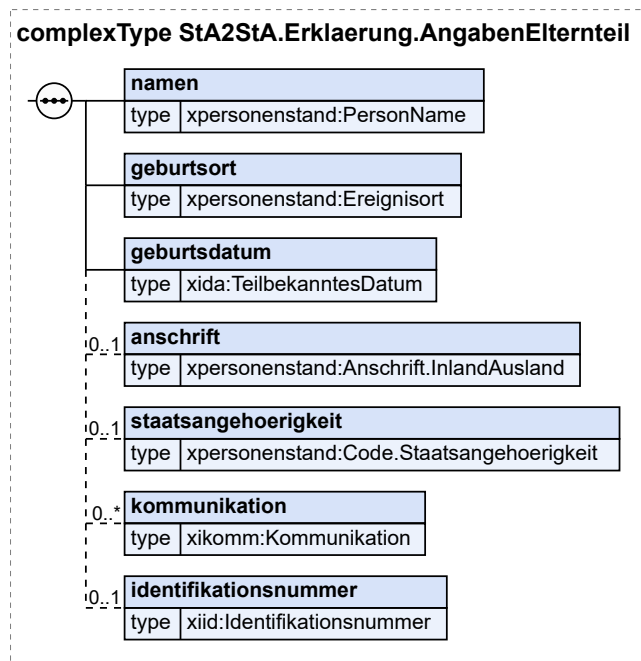 complexType StA2StA.Erklaerung.AngabenElternteil
namen
type xpersonenstand:PersonName
geburtsort
type xpersonenstand:Ereignisort
geburtsdatum
type xida:TeilbekanntesDatum
0..1 anschrift
type xpersonenstand:Anschrift.InlandAusland
0..1 staatsangehoerigkeit
type xpersonenstand:Code.Staatsangehoerigkeit
0..* kommunikation
type xikomm:Kommunikation
0..1 identifikationsnummer
type xiid:Identifikationsnummer